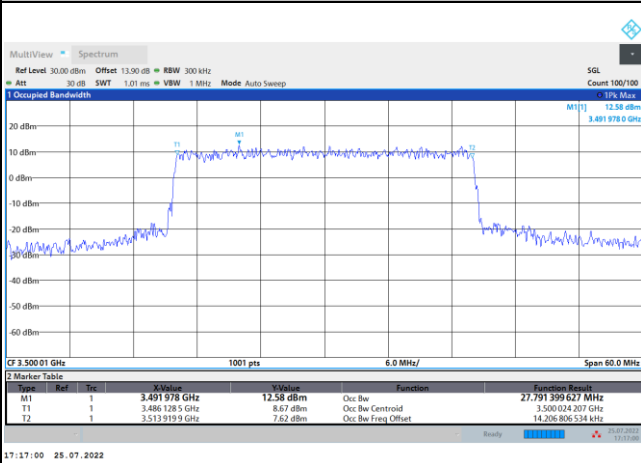 MultiView Spectrum
Ref Level 30.00 dBm Offset 13.90 dB RBW 300 kHz SGL
Att 30 dB SWT 1.01 ms VBW 1 MHz Mode Auto Sweep Count 100/100
1 Occupied Bandwidth 1Pk Max
M1[1] 12.58 dBm
3.491 978 0 GHz
20 dBm
T1 M1 T2
10 dBm
0 dBm
-10 dBm
-20 dBm
-30 dBm
-40 dBm
-50 dBm
-60 dBm
CF 3.500 01 GHz 1001 pts 6.0 MHz/ Span 60.0 MHz
2 Marker Table
Type Ref Trc X-Value Y-Value Function Function Result
M1 1 3.491 978 GHz 12.58 dBm Occ Bw 27.791 399 627 MHz
T1 1 3.486 128 5 GHz 8.67 dBm Occ Bw Centroid 3.500 024 207 GHz
T2 1 3.513 919 9 GHz 7.62 dBm Occ Bw Freq Offset 14.206 806 534 kHz
Ready 25.07.2022
17:17:00
17:17:00 25.07.2022